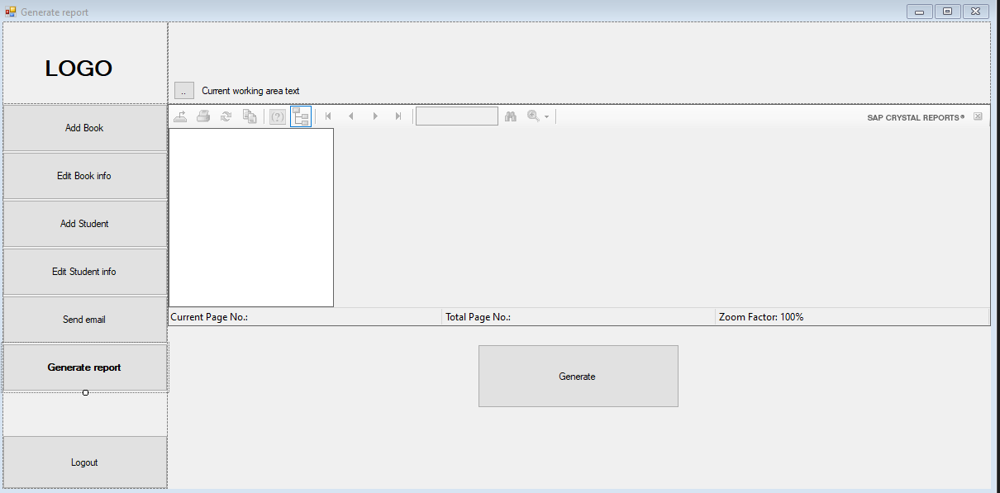 Generate report
LOGO
.. Current working area text
Add Book
(?) SAP CRYSTAL REPORTS®
Edit Book info
Add Student
Edit Student info
Send email
Current Page No.: Total Page No.: Zoom Factor: 100%
Generate report
Generate
Logout